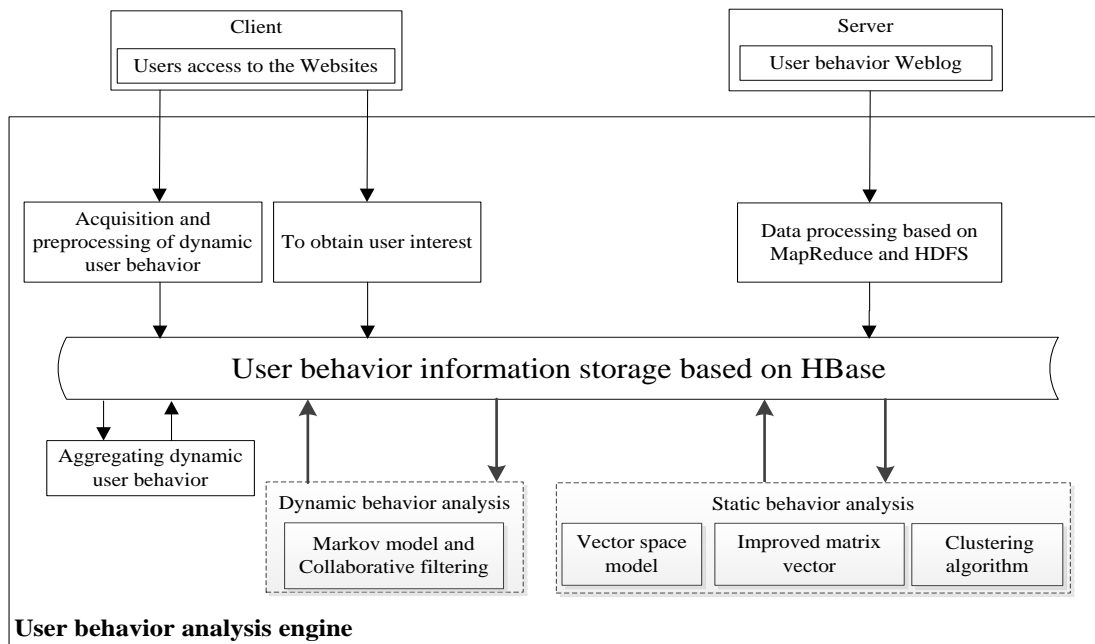 Client
Users access to the Websites
Server
User behavior Weblog
Acquisition and
preprocessing of dynamic
user behavior
To obtain user interest
Data processing based on
MapReduce and HDFS
User behavior information storage based on HBase
Aggregating dynamic
user behavior
Dynamic behavior analysis
Markov model and
Collaborative filtering
Static behavior analysis
Vector space
model
Improved matrix
vector
Clustering
algorithm
User behavior analysis engine